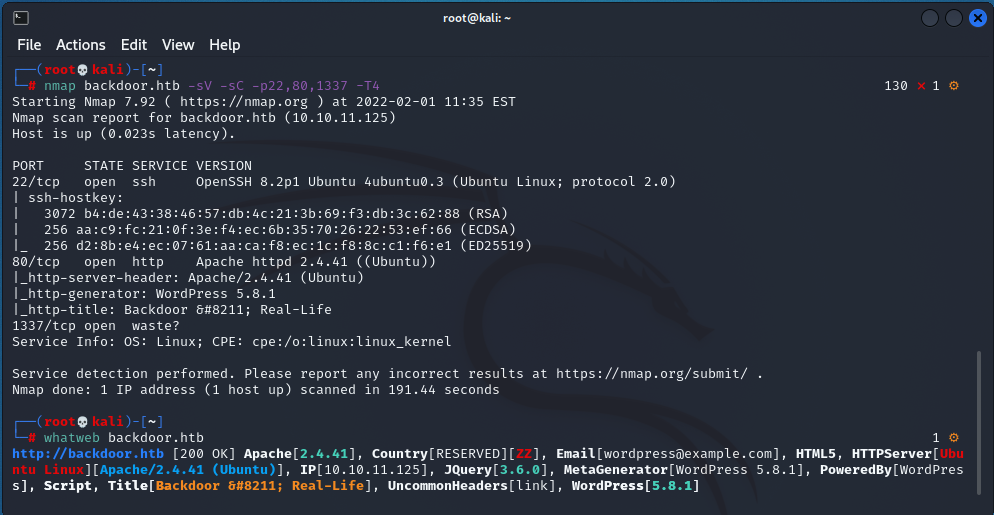 root@kali: ~
File Actions Edit View Help
┌──(root💀kali)-[~]
└─# nmap backdoor.htb -sV -sC -p22,80,1337 -T4 130 ⨯ 1 ⚙
Starting Nmap 7.92 ( https://nmap.org ) at 2022-02-01 11:35 EST
Nmap scan report for backdoor.htb (10.10.11.125)
Host is up (0.023s latency).
PORT STATE SERVICE VERSION
22/tcp open ssh OpenSSH 8.2p1 Ubuntu 4ubuntu0.3 (Ubuntu Linux; protocol 2.0)
| ssh-hostkey:
| 3072 b4:de:43:38:46:57:db:4c:21:3b:69:f3:db:3c:62:88 (RSA)
| 256 aa:c9:fc:21:0f:3e:f4:ec:6b:35:70:26:22:53:ef:66 (ECDSA)
|_ 256 d2:8b:e4:ec:07:61:aa:ca:f8:ec:1c:f8:8c:c1:f6:e1 (ED25519)
80/tcp open http Apache httpd 2.4.41 ((Ubuntu))
|_http-server-header: Apache/2.4.41 (Ubuntu)
|_http-generator: WordPress 5.8.1
|_http-title: Backdoor &#8211; Real-Life
1337/tcp open waste?
Service Info: OS: Linux; CPE: cpe:/o:linux:linux_kernel
Service detection performed. Please report any incorrect results at https://nmap.org/submit/ .
Nmap done: 1 IP address (1 host up) scanned in 191.44 seconds
┌──(root💀kali)-[~]
└─# whatweb backdoor.htb 1 ⚙
http://backdoor.htb [200 OK] Apache[2.4.41], Country[RESERVED][ZZ], Email[wordpress@example.com], HTML5, HTTPServer[Ubu
ntu Linux][Apache/2.4.41 (Ubuntu)], IP[10.10.11.125], JQuery[3.6.0], MetaGenerator[WordPress 5.8.1], PoweredBy[WordPres
s], Script, Title[Backdoor &#8211; Real-Life], UncommonHeaders[link], WordPress[5.8.1]